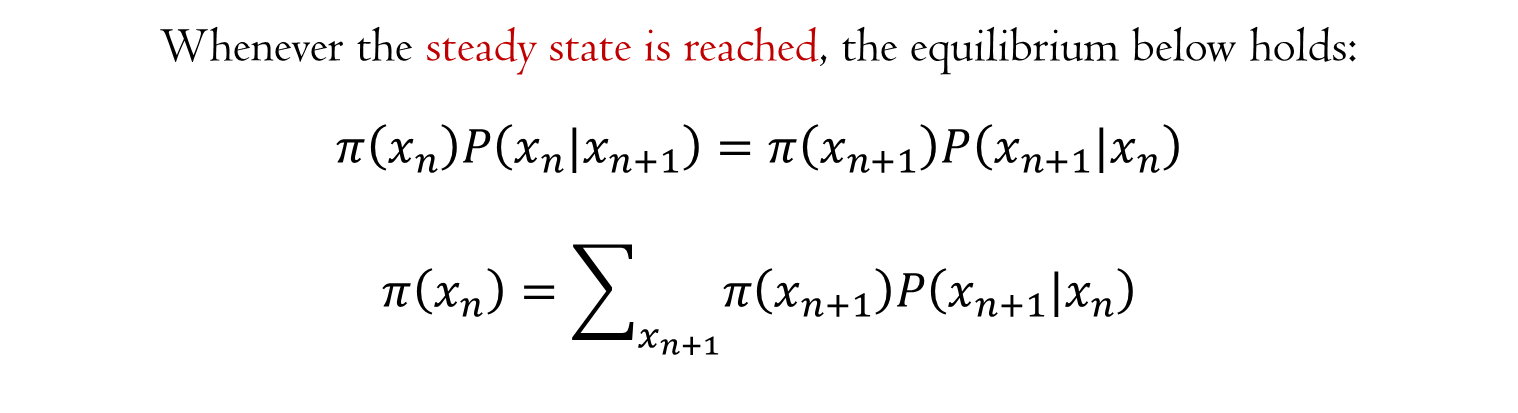 Whenever the steady state is reached, the equilibrium below holds:
π(xₙ)P(xₙ|xₙ₊₁) = π(xₙ₊₁)P(xₙ₊₁|xₙ)
π(xₙ) = ∑ₓₙ₊₁ π(xₙ₊₁)P(xₙ₊₁|xₙ)